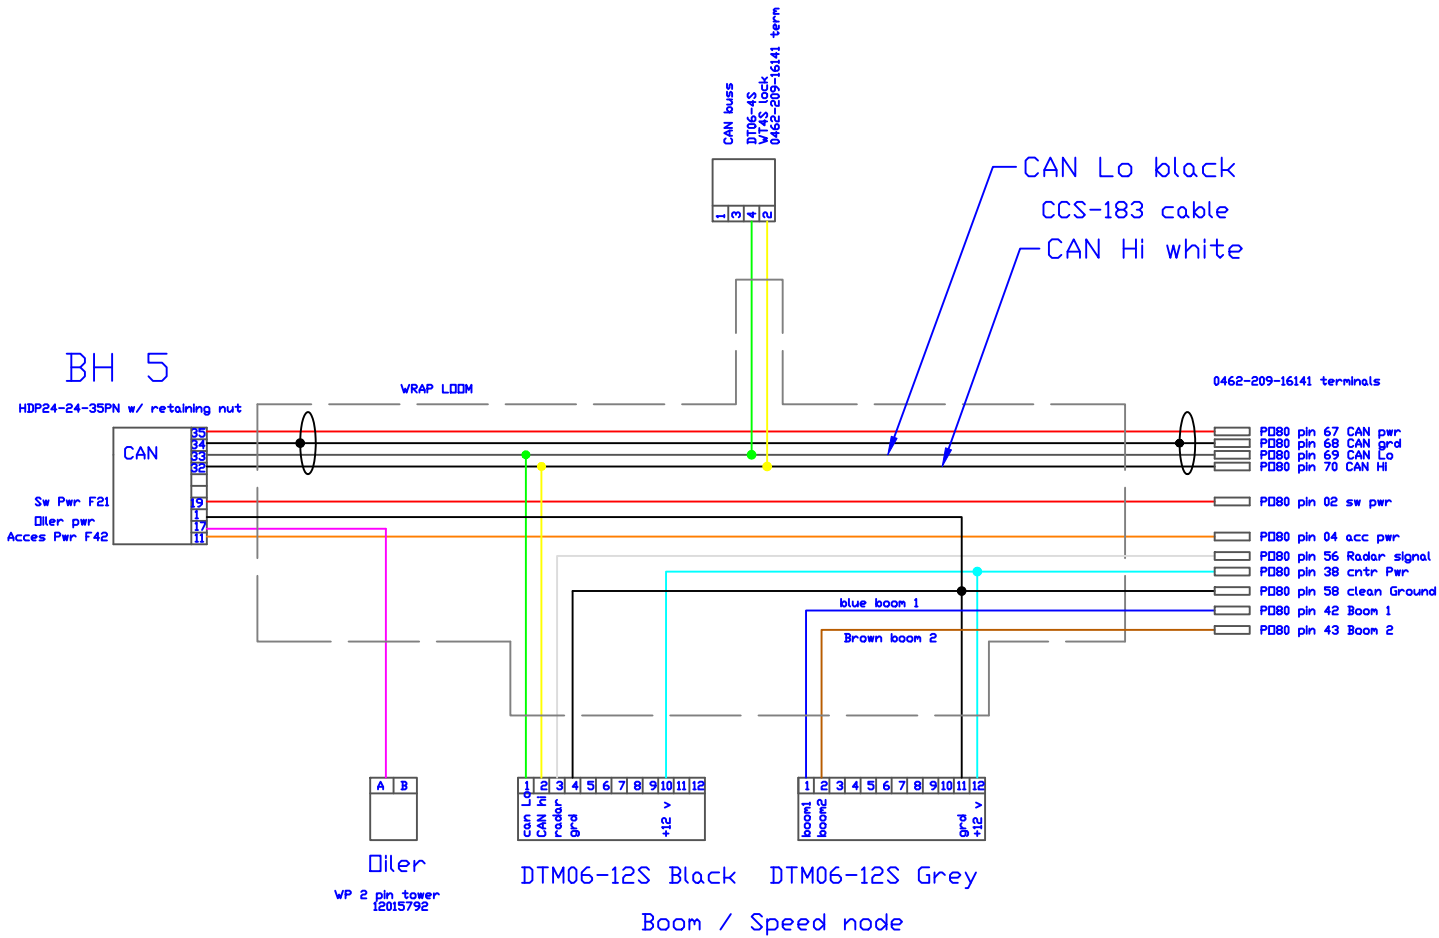 CAN buss
DT06-4S
WT4S lock
0462-209-16141 term
1 3 4 2
CAN Lo black
CCS-183 cable
CAN Hi white
BH 5
HDP24-24-35PN w/ retaining nut
WRAP LOOM
0462-209-16141 terminals
CAN
35
34
33
32
19
1
17
11
Sw Pwr F21
Oiler pwr
Acces Pwr F42
PD80 pin 67 CAN pwr
PD80 pin 68 CAN grd
PD80 pin 69 CAN Lo
PD80 pin 70 CAN Hi
PD80 pin 02 sw pwr
PD80 pin 04 acc pwr
PD80 pin 56 Radar signal
PD80 pin 38 cntr Pwr
PD80 pin 58 clean Ground
PD80 pin 42 Boom 1
PD80 pin 43 Boom 2
blue boom 1
Brown boom 2
A B
Oiler
WP 2 pin tower
12015792
1 2 3 4 5 6 7 8 9 10 11 12
can Lo
CAN hi
radar
grd
+12 v
DTM06-12S Black
1 2 3 4 5 6 7 8 9 10 11 12
boom1
boom2
grd
+12 v
DTM06-12S Grey
Boom / Speed node